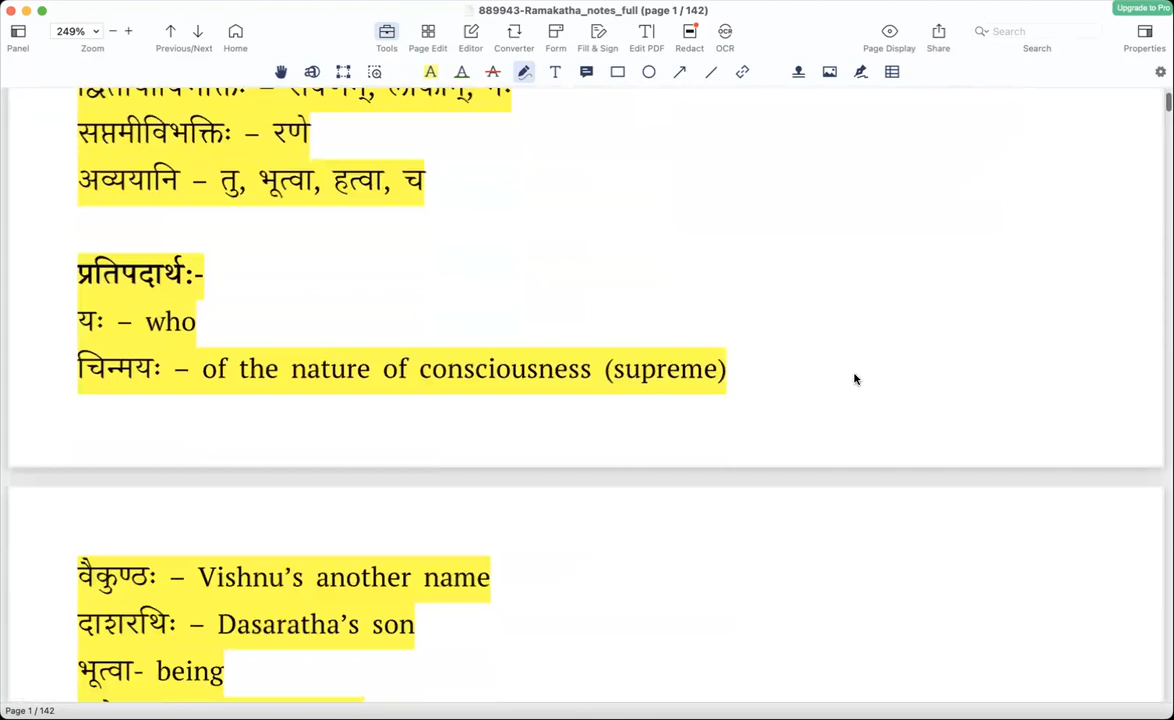 889943-Ramakatha_notes_full (page 1 / 142)
Upgrade to Pro
249%
Panel Zoom Previous/Next Home Tools Page Edit Editor Converter Form Fill & Sign Edit PDF Redact OCR Page Display Share Search Properties
Search
द्वितीयाविभक्तिः – रावणम्, लोकान्, नः
सप्तमीविभक्तिः – रणे
अव्ययानि – तु, भूत्वा, हत्वा, च
प्रतिपदार्थः-
यः – who
चिन्मयः – of the nature of consciousness (supreme)
वैकुण्ठः – Vishnu’s another name
दाशरथिः – Dasaratha’s son
भूत्वा- being
Page 1 / 142